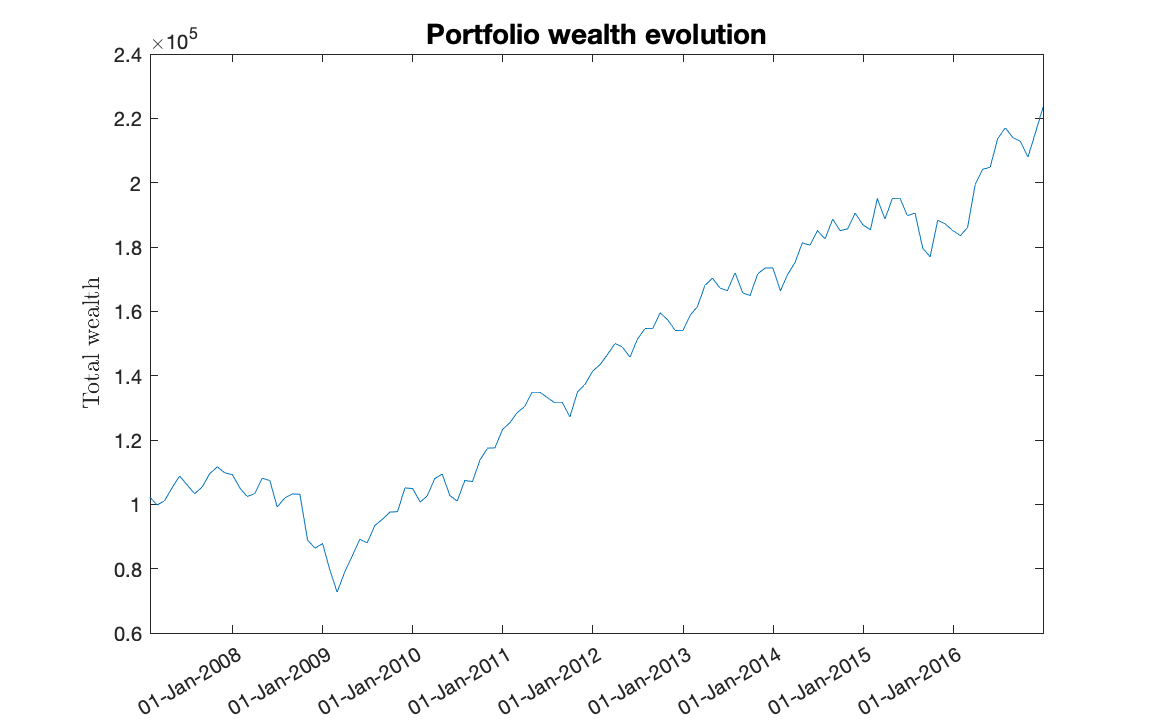 Portfolio wealth evolution
×10⁵
2.4
2.2
2
1.8
1.6
1.4
1.2
1
0.8
0.6
Total wealth
01-Jan-2008
01-Jan-2009
01-Jan-2010
01-Jan-2011
01-Jan-2012
01-Jan-2013
01-Jan-2014
01-Jan-2015
01-Jan-2016